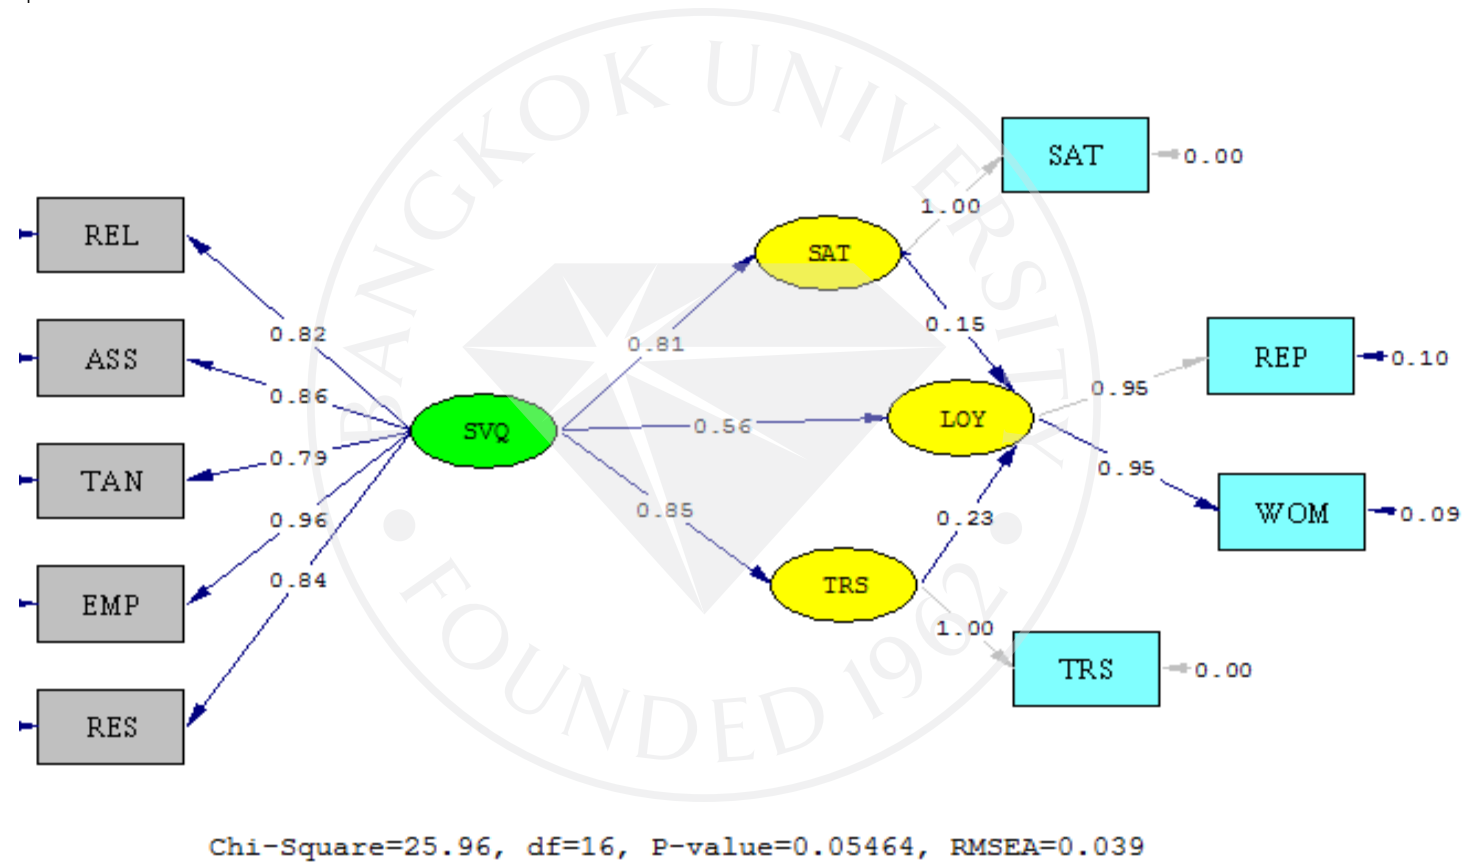 BANGKOK UNIVERSITY
FOUNDED 1962
SAT
0.00
1.00
REL
SAT
0.82
0.81
0.15
ASS
REP
0.10
0.86
0.95
SVQ
0.56
LOY
0.79
0.95
TAN
0.96
0.85
0.23
WOM
0.09
0.84
EMP
TRS
1.00
TRS
0.00
RES
Chi-Square=25.96, df=16, P-value=0.05464, RMSEA=0.039